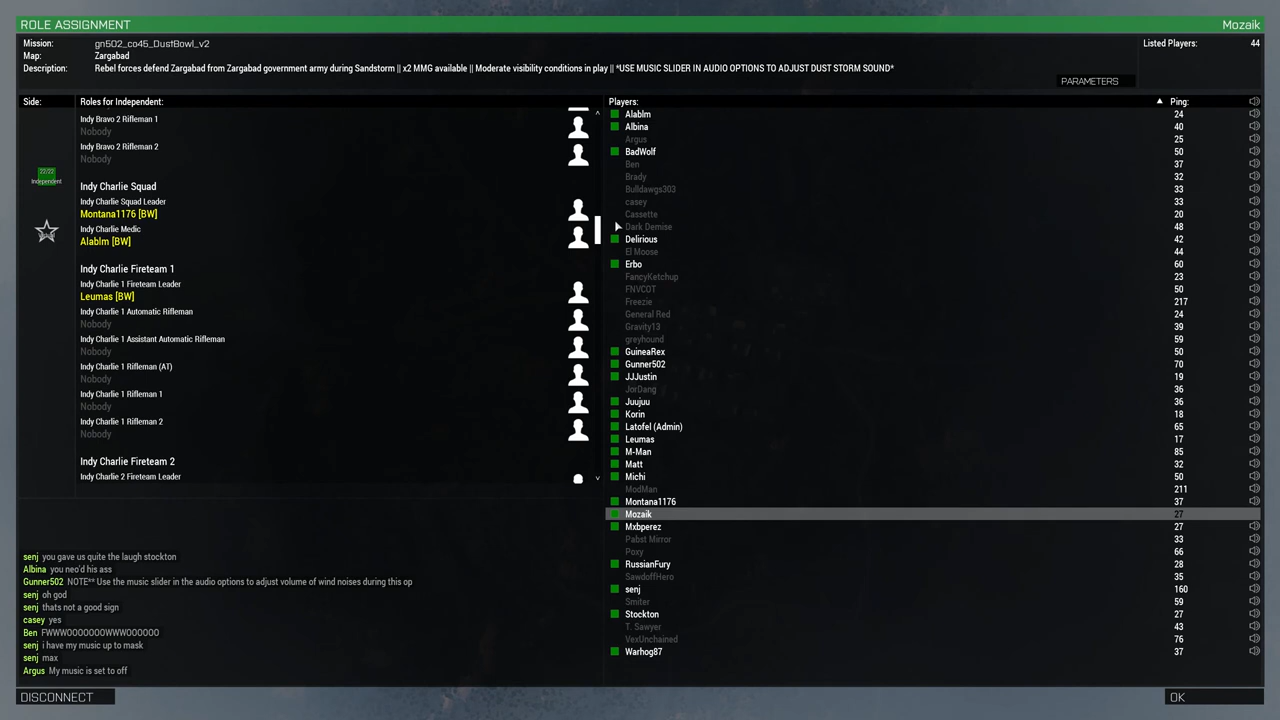 ROLE ASSIGNMENT
Mozaik
Mission: gn502_co45_DustBowl_v2
Map: Zargabad
Description: Rebel forces defend Zargabad from Zargabad government army during Sandstorm || x2 MMG available || Moderate visibility conditions in play || *USE MUSIC SLIDER IN AUDIO OPTIONS TO ADJUST DUST STORM SOUND*
Listed Players: 44
PARAMETERS
Side:
22/22
Independent
Roles for Independent:
Indy Bravo 2 Rifleman 1
Nobody
Indy Bravo 2 Rifleman 2
Nobody
Indy Charlie Squad
Indy Charlie Squad Leader
Montana1176 [BW]
Indy Charlie Medic
Alablm [BW]
Indy Charlie Fireteam 1
Indy Charlie 1 Fireteam Leader
Leumas [BW]
Indy Charlie 1 Automatic Rifleman
Nobody
Indy Charlie 1 Assistant Automatic Rifleman
Nobody
Indy Charlie 1 Rifleman (AT)
Nobody
Indy Charlie 1 Rifleman 1
Nobody
Indy Charlie 1 Rifleman 2
Nobody
Indy Charlie Fireteam 2
Indy Charlie 2 Fireteam Leader
Players: Ping:
Alablm 24
Albina 40
Argus 25
BadWolf 50
Ben 37
Brady 32
Bulldawgs303 33
casey 33
Cassette 20
Dark Demise 48
Delirious 42
El Moose 44
Erbo 60
FancyKetchup 23
FNVCOT 50
Freezie 217
General Red 24
Gravity13 39
greyhound 59
GuineaRex 50
Gunner502 70
JJJustin 19
JorDang 36
Juujuu 36
Korin 18
Latofel (Admin) 65
Leumas 17
M-Man 85
Matt 32
Michi 50
ModMan 211
Montana1176 37
Mozaik 27
Mxbperez 27
Pabst Mirror 33
Poxy 66
RussianFury 28
SawdoffHero 35
senj 160
Smiter 59
Stockton 27
T. Sawyer 43
VexUnchained 76
Warhog87 37
senj you gave us quite the laugh stockton
Albina you neo'd his ass
Gunner502 NOTE** Use the music slider in the audio options to adjust volume of wind noises during this op
senj oh god
senj thats not a good sign
casey yes
Ben FWWWOOOOOOOWWWOOOOOO
senj i have my music up to mask
senj max
Argus My music is set to off
DISCONNECT
OK